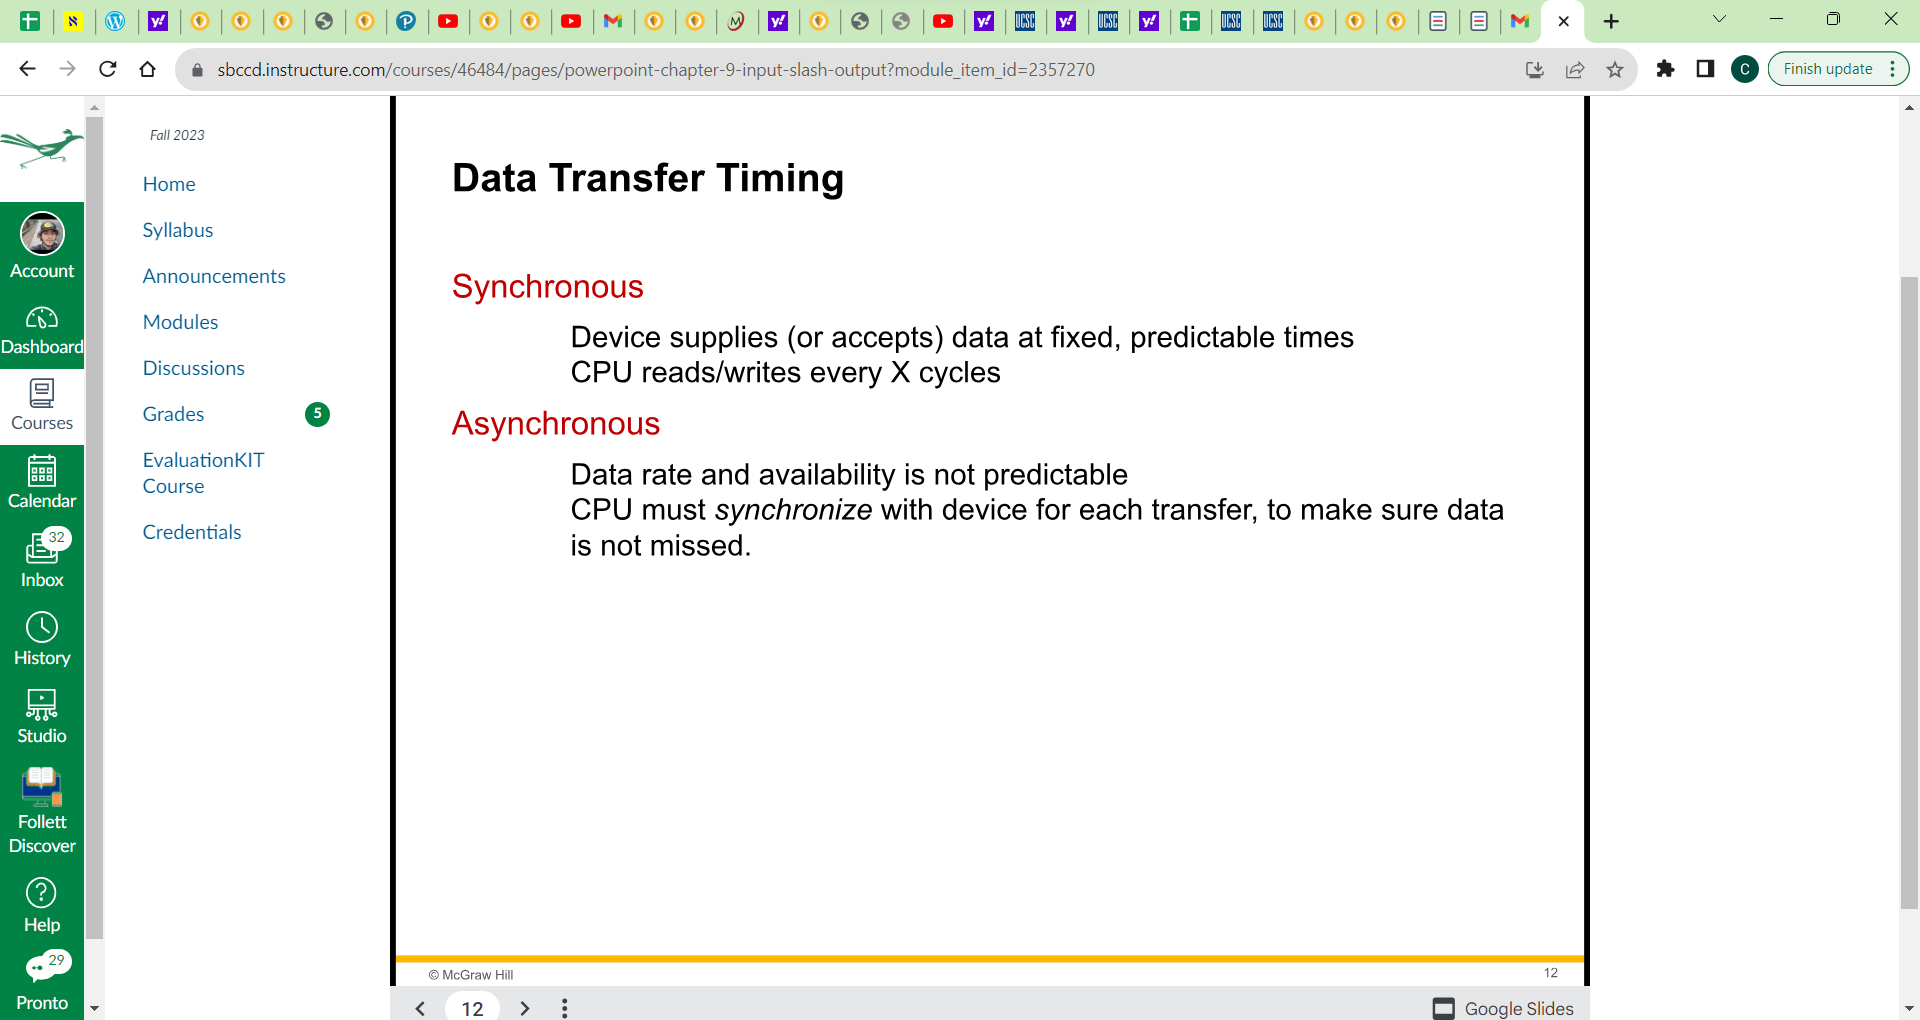 sbccd.instructure.com/courses/46484/pages/powerpoint-chapter-9-input-slash-output?module_item_id=2357270
C
Finish update
Fall 2023
Home
Syllabus
Announcements
Modules
Discussions
Grades
5
EvaluationKIT
Course
Credentials
Account
Dashboard
Courses
Calendar
32
Inbox
History
Studio
Follett
Discover
Help
29
Pronto
Data Transfer Timing
Synchronous
Device supplies (or accepts) data at fixed, predictable times
CPU reads/writes every X cycles
Asynchronous
Data rate and availability is not predictable
CPU must synchronize with device for each transfer, to make sure data
is not missed.
© McGraw Hill
12
12
Google Slides